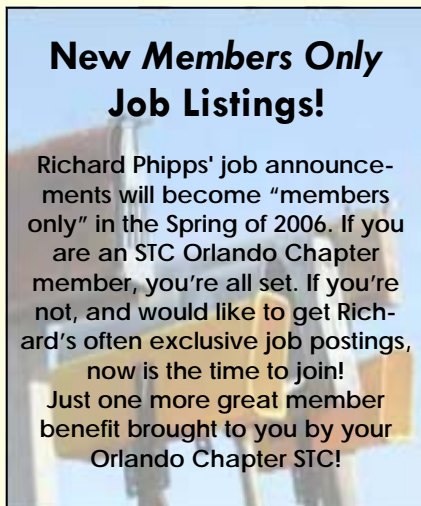 New Members Only
Job Listings!
Richard Phipps' job announce-
ments will become “members
only” in the Spring of 2006. If you
are an STC Orlando Chapter
member, you’re all set. If you’re
not, and would like to get Rich-
ard’s often exclusive job postings,
now is the time to join!
Just one more great member
benefit brought to you by your
Orlando Chapter STC!